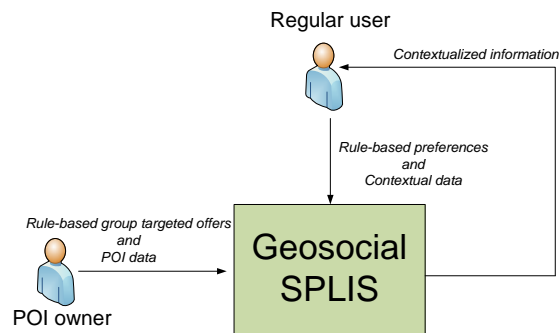 Regular user
Contextualized information
Rule-based preferences
and
Contextual data
Rule-based group targeted offers
and
POI data
Geosocial
SPLIS
POI owner